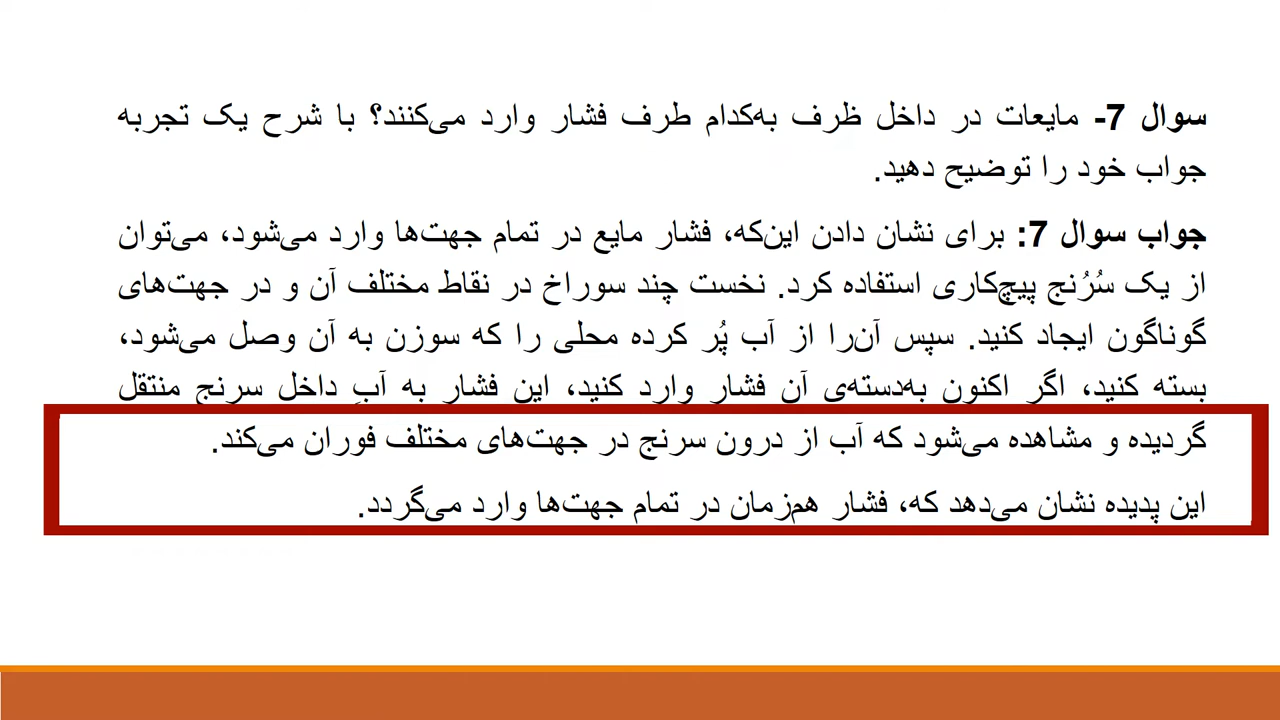 سوال 7- مایعات در داخل ظرف به‌کدام طرف فشار وارد می‌کنند؟ با شرح یک تجربه
جواب خود را توضیح دهید.
جواب سوال 7: برای نشان دادن این‌که، فشار مایع در تمام جهت‌ها وارد می‌شود، می‌توان
از یک سُرُنج پیچ‌کاری استفاده کرد. نخست چند سوراخ در نقاط مختلف آن و در جهت‌های
گوناگون ایجاد کنید. سپس آن‌را از آب پُر کرده محلی را که سوزن به آن وصل می‌شود،
بسته کنید، اگر اکنون به‌دسته‌ی آن فشار وارد کنید، این فشار به آبِ داخل سرنج منتقل
گردیده و مشاهده می‌شود که آب از درون سرنج در جهت‌های مختلف فوران می‌کند.
این پدیده نشان می‌دهد که، فشار هم‌زمان در تمام جهت‌ها وارد می‌گردد.